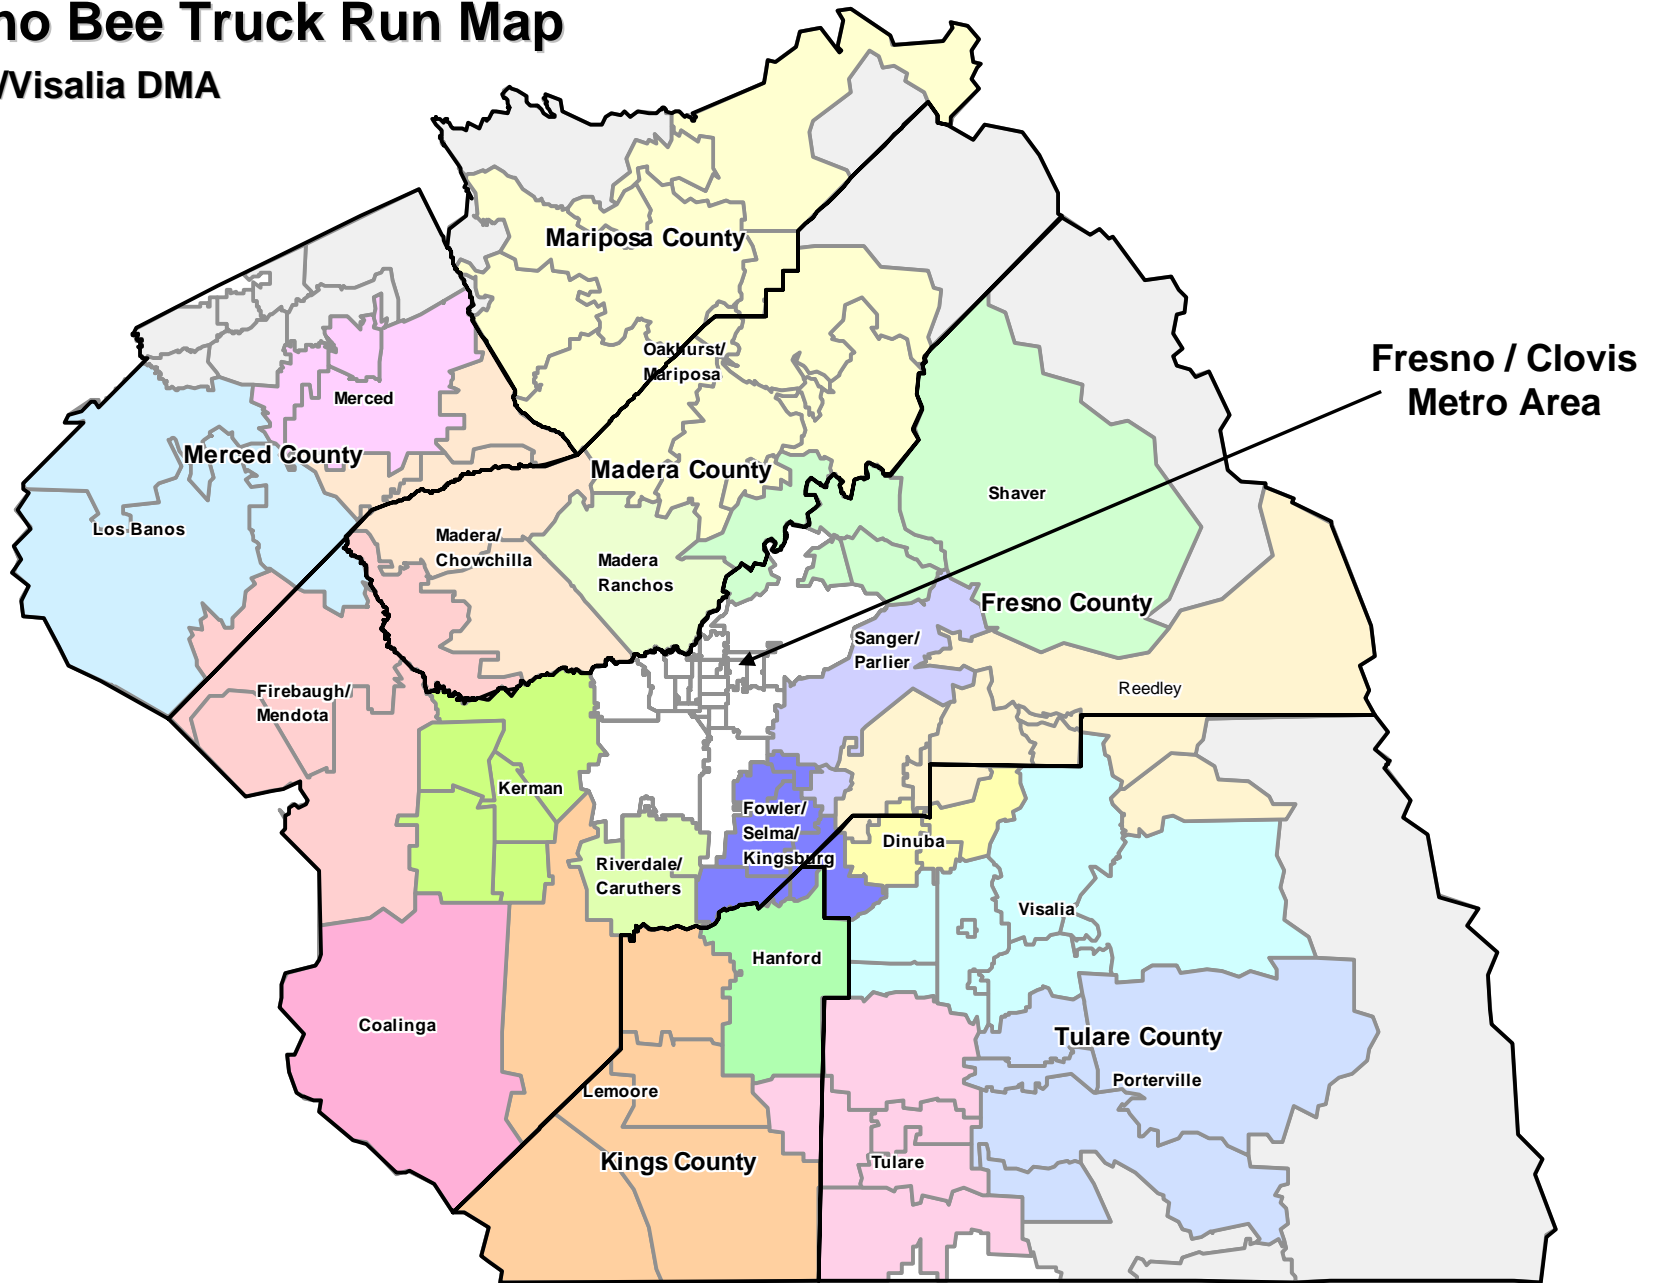 no Bee Truck Run Map
/Visalia DMA
Mariposa County
Oakhurst/
Mariposa
Fresno / Clovis
Metro Area
Merced
Merced County
Madera County
Shaver
Los Banos
Madera/
Chowchilla
Madera
Ranchos
Fresno County
Sanger/
Parlier
Firebaugh/
Mendota
Reedley
Kerman
Fowler/
Selma/
Kingsburg
Dinuba
Riverdale/
Caruthers
Visalia
Hanford
Coalinga
Tulare County
Porterville
Lemoore
Kings County
Tulare